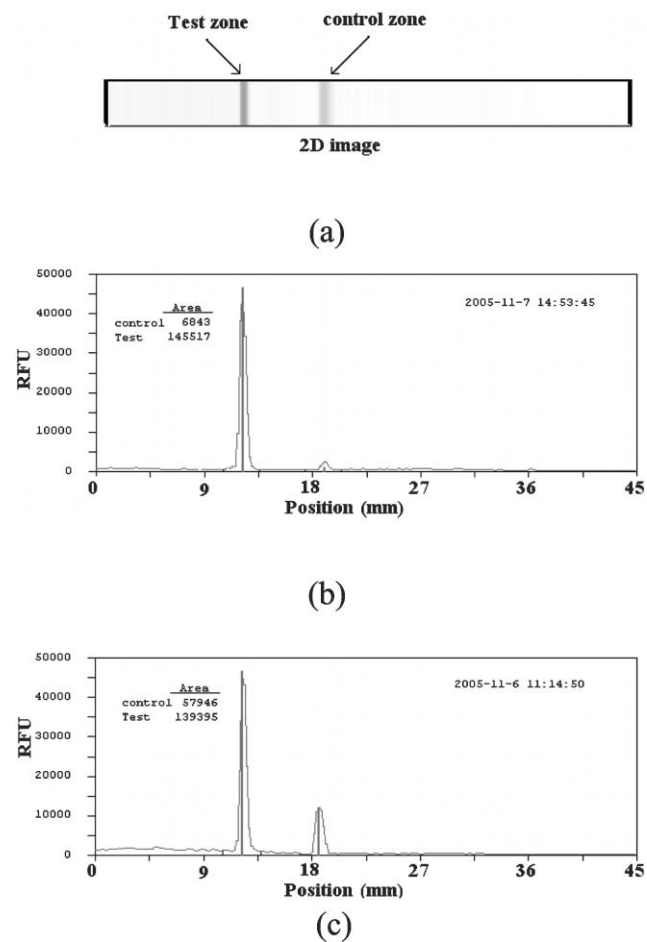 Test zone control zone
2D image
(a)
50000
40000
30000
20000
10000
0
RFU
Area
control 6843
Test 145517
2005-11-7 14:53:45
0 9 18 27 36 45
Position (mm)
(b)
50000
40000
30000
20000
10000
0
RFU
Area
control 57946
Test 139395
2005-11-6 11:14:50
0 9 18 27 36 45
Position (mm)
(c)